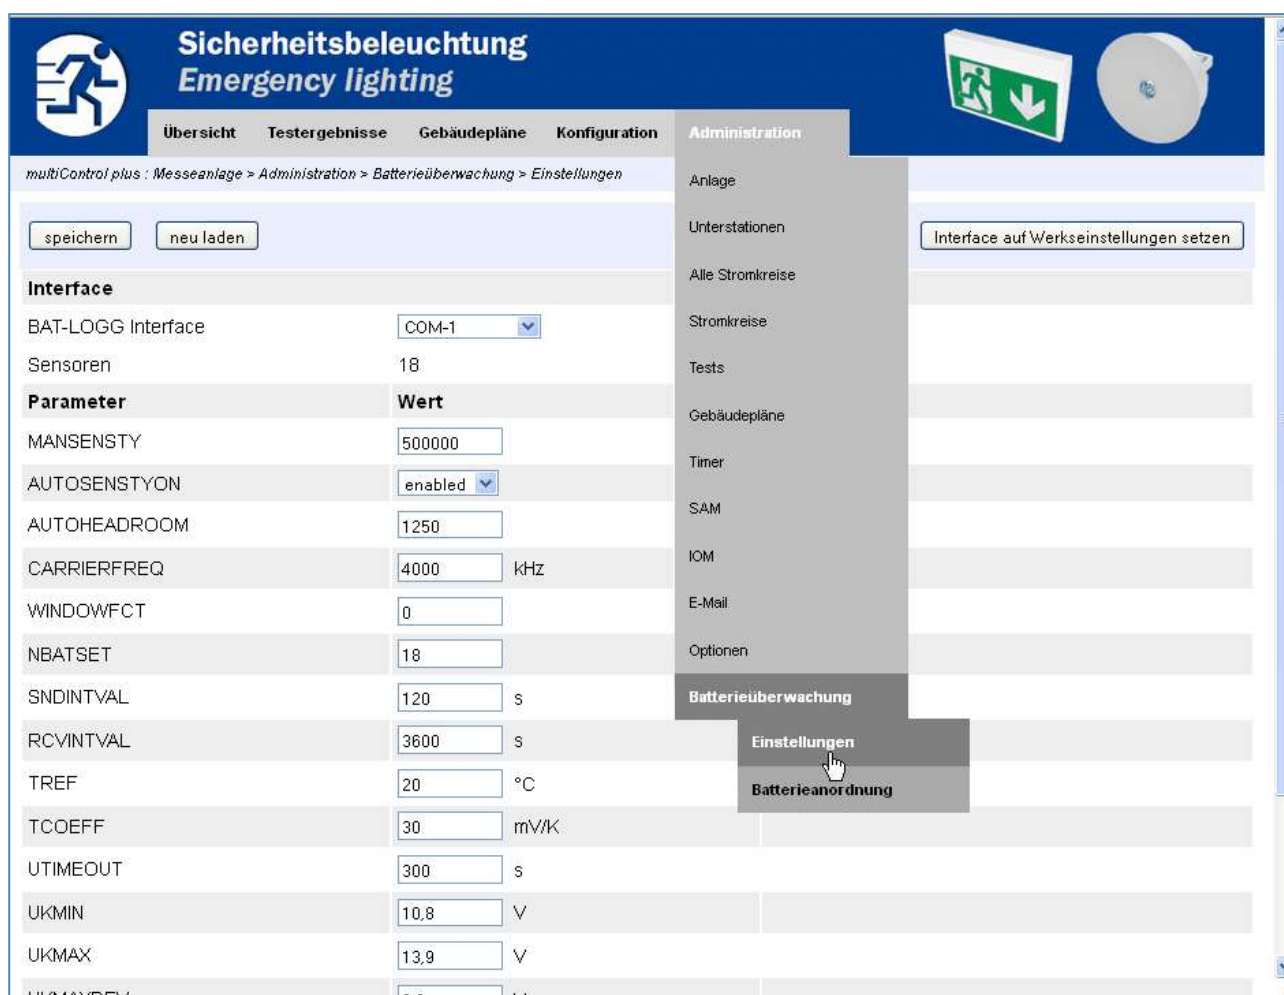 Sicherheitsbeleuchtung
Emergency lighting
Übersicht Testergebnisse Gebäudepläne Konfiguration Administration
multiControl plus : Messeanlage > Administration > Batterieüberwachung > Einstellungen
Anlage
Unterstationen
speichern neu laden Interface auf Werkseinstellungen setzen
Alle Stromkreise
Interface
BAT-LOGG Interface COM-1
Stromkreise
Sensoren 18
Tests
Parameter Wert
Gebäudepläne
MANSENSTY 500000
Timer
AUTOSENSTYON enabled
SAM
AUTOHEADROOM 1250
IOM
CARRIERFREQ 4000 kHz
E-Mail
WINDOWFCT 0
Optionen
NBATSET 18
SNDINTVAL 120 s
Batterieüberwachung
RCVINTVAL 3600 s
Einstellungen
TREF 20 °C
Batterieanordnung
TCOEFF 30 mV/K
UTIMEOUT 300 s
UKMIN 10,8 V
UKMAX 13,9 V